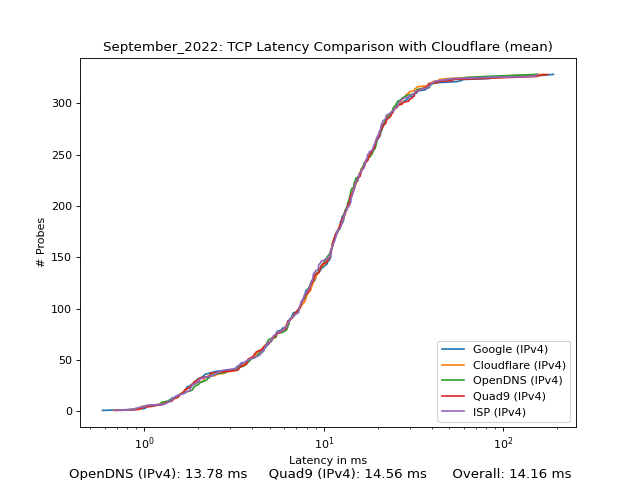 September_2022: TCP Latency Comparison with Cloudflare (mean)
300
250
200
150
100
50
0
# Probes
Google (IPv4)
Cloudflare (IPv4)
OpenDNS (IPv4)
Quad9 (IPv4)
ISP (IPv4)
10⁰ 10¹ 10²
Latency in ms
OpenDNS (IPv4): 13.78 ms Quad9 (IPv4): 14.56 ms Overall: 14.16 ms